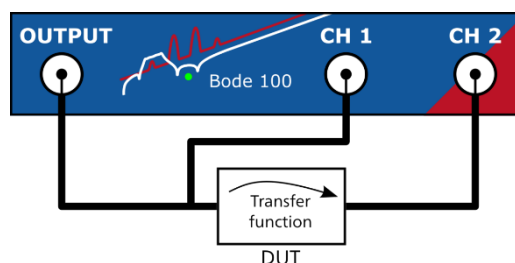 OUTPUT
CH 1
CH 2
Bode 100
Transfer
function
DUT